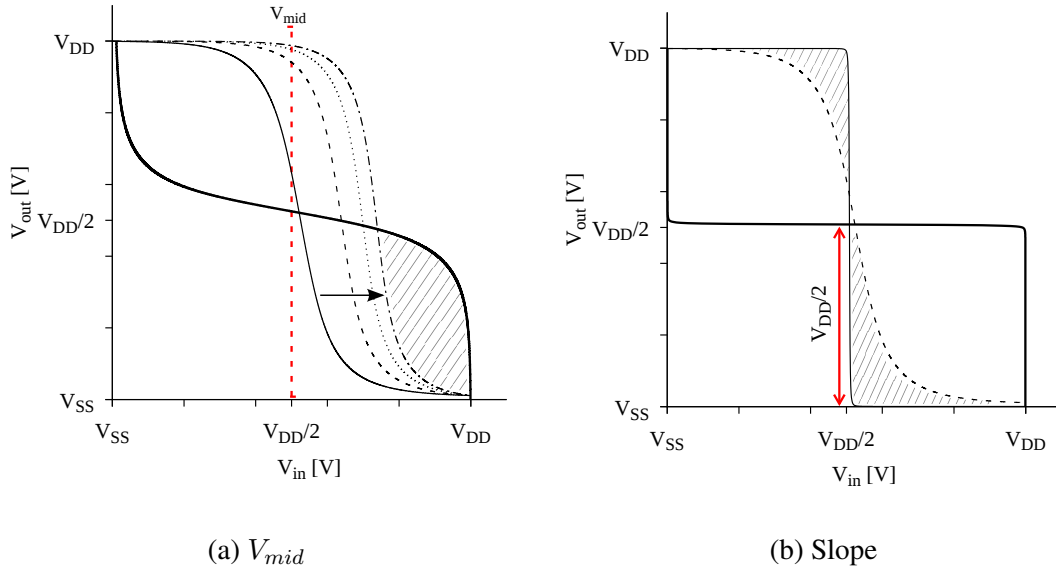 V_mid
V_DD
V_DD/2
V_SS
V_out [V]
V_SS
V_DD/2
V_DD
V_in [V]
(a) V_mid
V_DD
V_DD/2
V_SS
V_out [V]
V_DD/2
V_SS
V_DD/2
V_DD
V_in [V]
(b) Slope